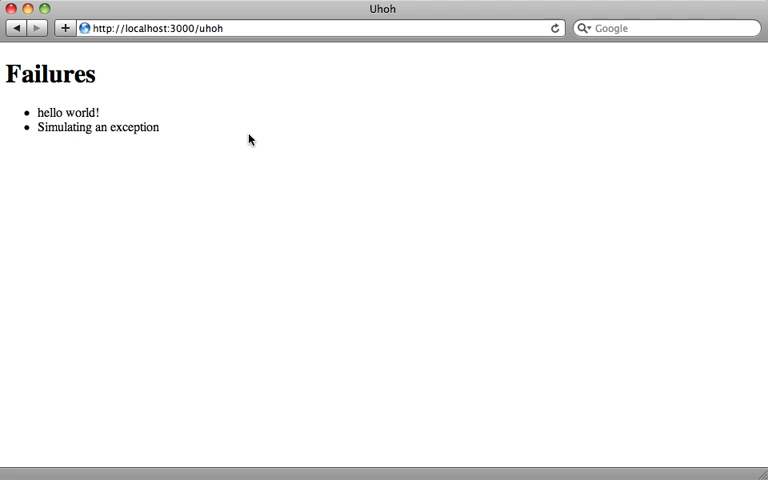 Uhoh
http://localhost:3000/uhoh
Google
Failures
hello world!
Simulating an exception